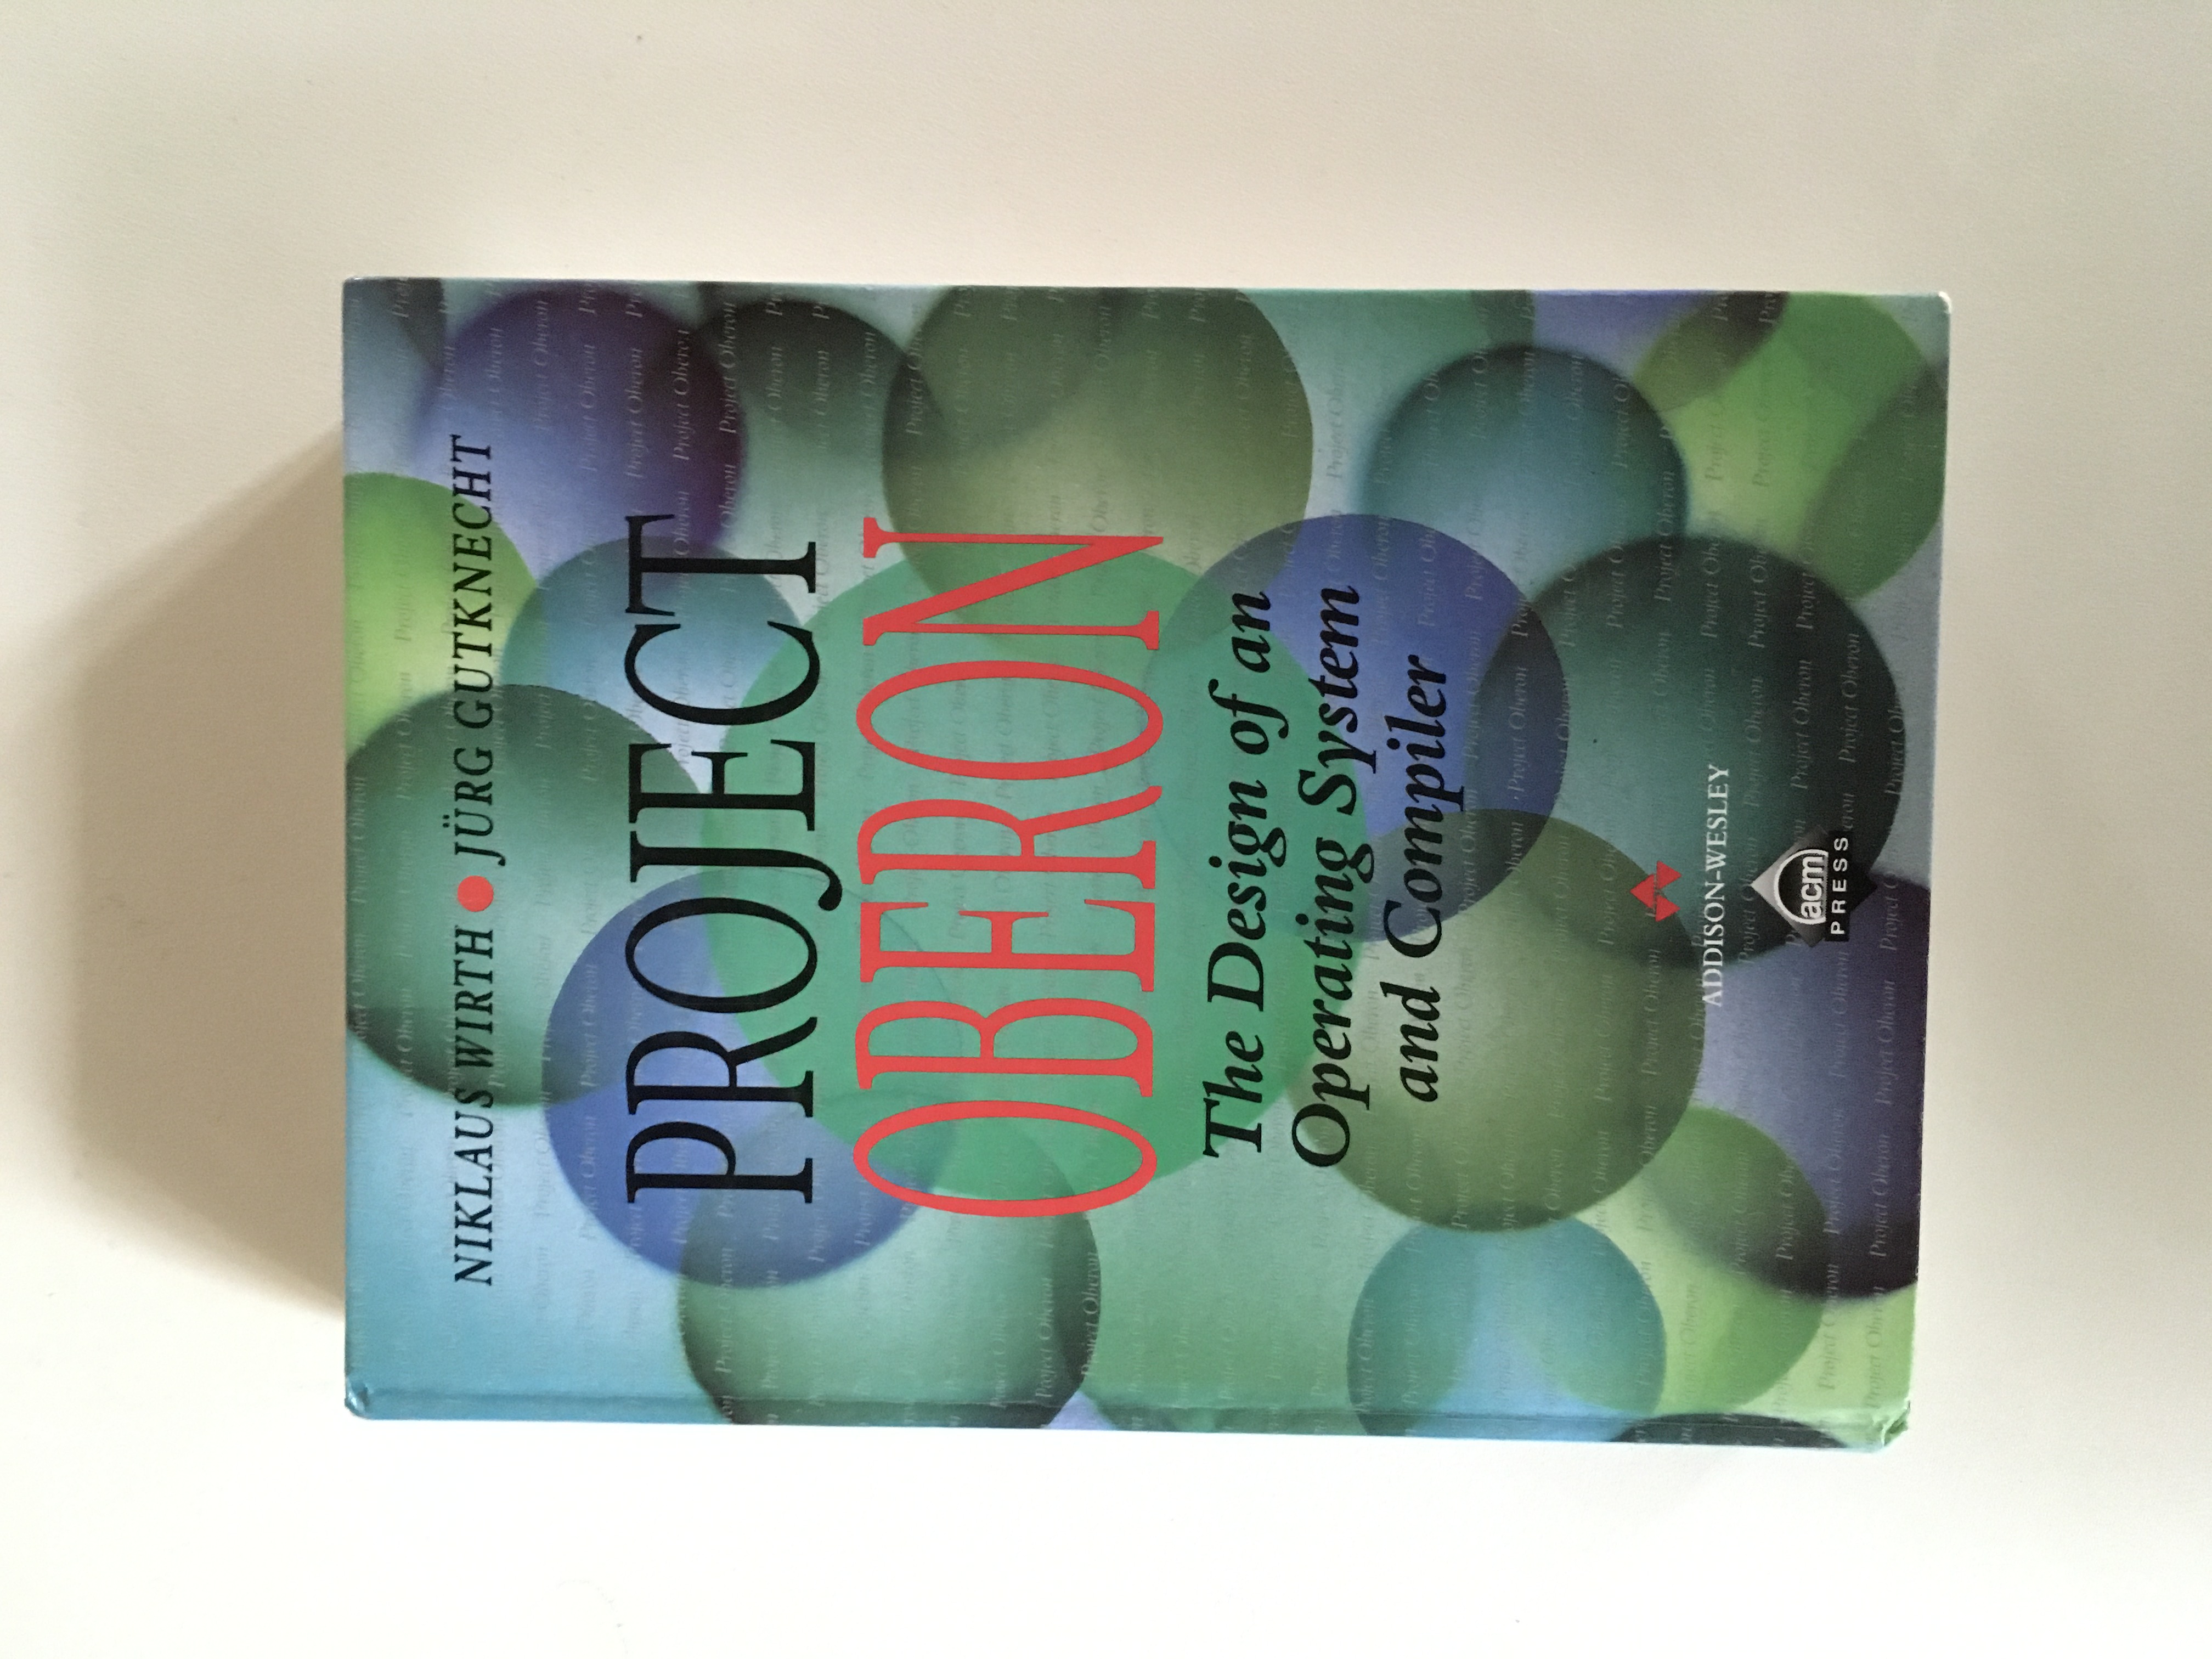 NIKLAUS WIRTH ● JÜRG GUTKNECHT
PROJECT
OBERON
The Design of an
Operating System
and Compiler
ADDISON-WESLEY
acm
PRESS